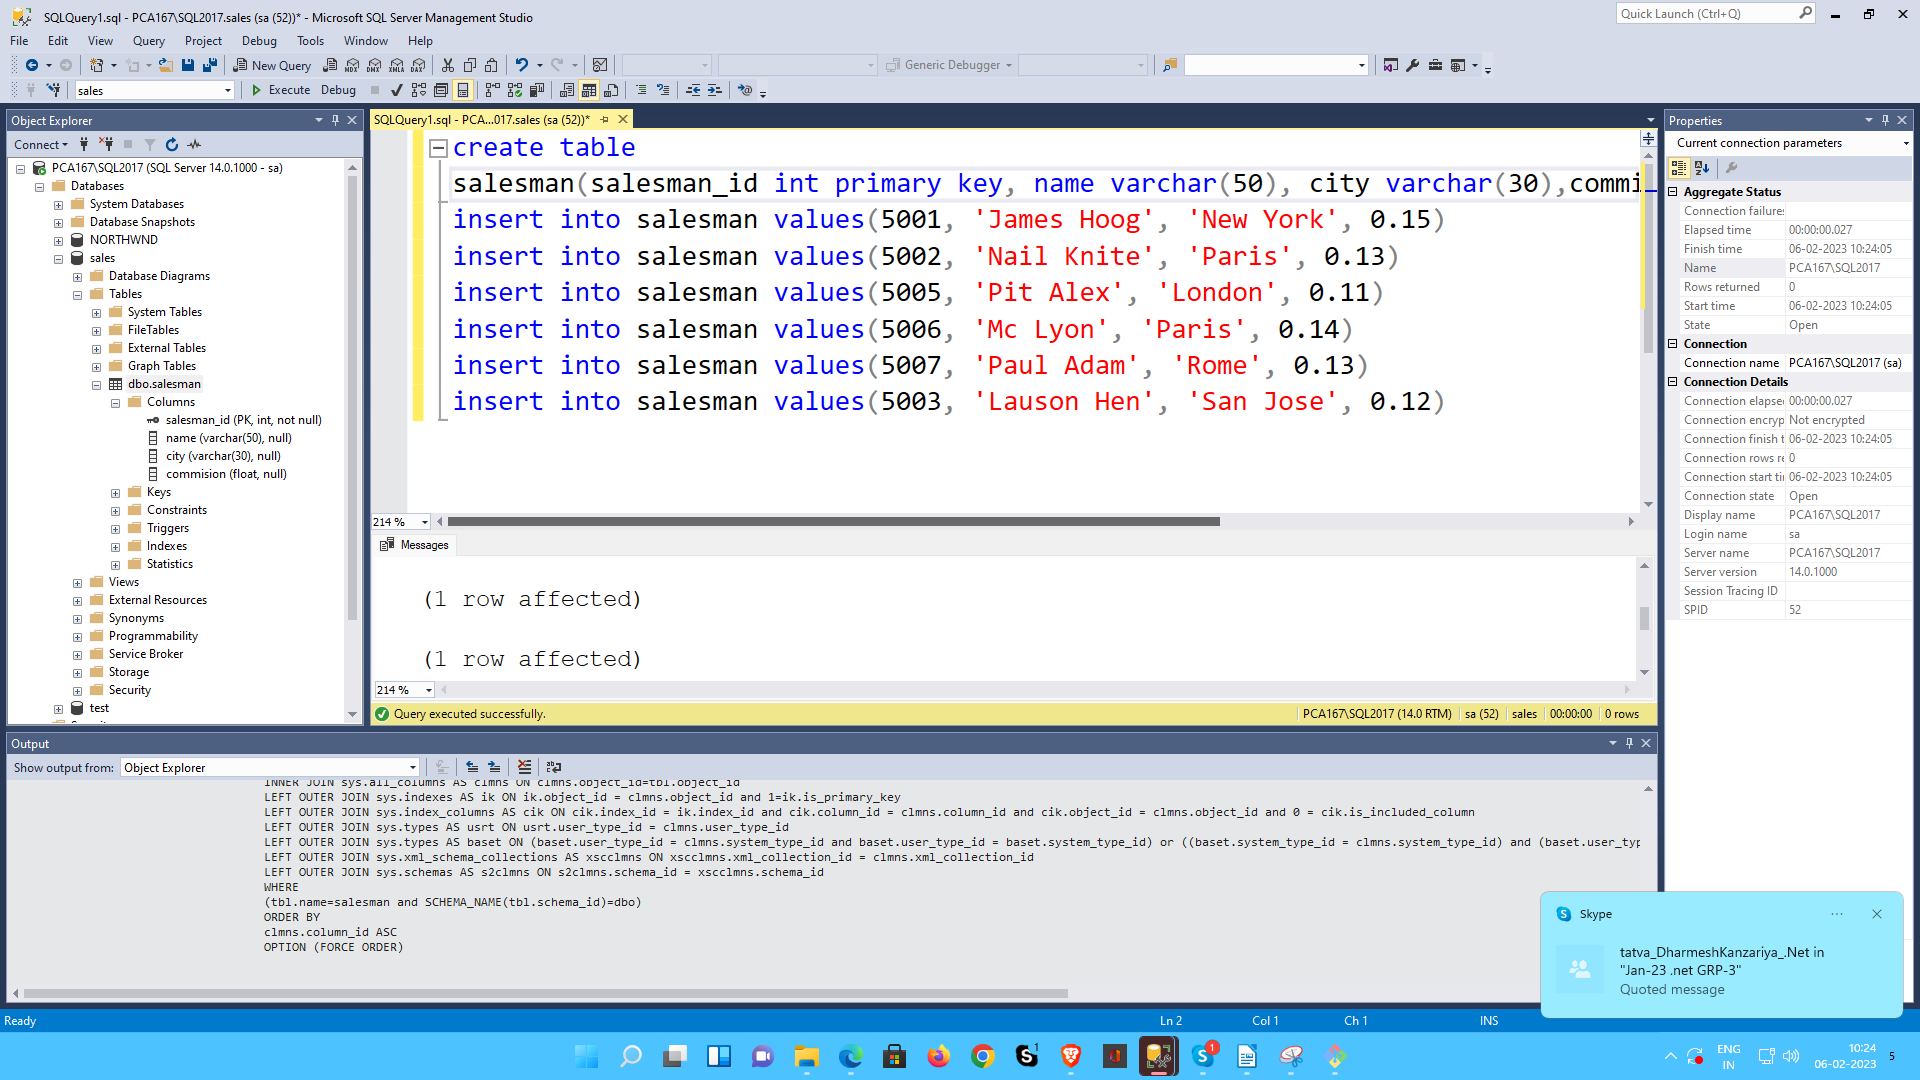 SQLQuery1.sql - PCA167\SQL2017.sales (sa (52))* - Microsoft SQL Server Management Studio
Quick Launch (Ctrl+Q)
File Edit View Query Project Debug Tools Window Help
New Query
MDX DMX XMLA DAX
Generic Debugger
sales
Execute Debug
Object Explorer
Connect
PCA167\SQL2017 (SQL Server 14.0.1000 - sa)
Databases
System Databases
Database Snapshots
NORTHWND
sales
Database Diagrams
Tables
System Tables
FileTables
External Tables
Graph Tables
dbo.salesman
Columns
salesman_id (PK, int, not null)
name (varchar(50), null)
city (varchar(30), null)
commision (float, null)
Keys
Constraints
Triggers
Indexes
Statistics
Views
External Resources
Synonyms
Programmability
Service Broker
Storage
Security
test
SQLQuery1.sql - PCA...017.sales (sa (52))*
create table
salesman(salesman_id int primary key, name varchar(50), city varchar(30),commi
insert into salesman values(5001, 'James Hoog', 'New York', 0.15)
insert into salesman values(5002, 'Nail Knite', 'Paris', 0.13)
insert into salesman values(5005, 'Pit Alex', 'London', 0.11)
insert into salesman values(5006, 'Mc Lyon', 'Paris', 0.14)
insert into salesman values(5007, 'Paul Adam', 'Rome', 0.13)
insert into salesman values(5003, 'Lauson Hen', 'San Jose', 0.12)
214 %
Messages
(1 row affected)
(1 row affected)
214 %
Query executed successfully.
PCA167\SQL2017 (14.0 RTM) sa (52) sales 00:00:00 0 rows
Properties
Current connection parameters
Aggregate Status
Connection failures
Elapsed time 00:00:00.027
Finish time 06-02-2023 10:24:05
Name PCA167\SQL2017
Rows returned 0
Start time 06-02-2023 10:24:05
State Open
Connection
Connection name PCA167\SQL2017 (sa)
Connection Details
Connection elapse 00:00:00.027
Connection encryp Not encrypted
Connection finish t 06-02-2023 10:24:05
Connection rows re 0
Connection start ti 06-02-2023 10:24:05
Connection state Open
Display name PCA167\SQL2017
Login name sa
Server name PCA167\SQL2017
Server version 14.0.1000
Session Tracing ID
SPID 52
Output
Show output from: Object Explorer
INNER JOIN sys.all_columns AS clmns ON clmns.object_id=tbl.object_id
LEFT OUTER JOIN sys.indexes AS ik ON ik.object_id = clmns.object_id and 1=ik.is_primary_key
LEFT OUTER JOIN sys.index_columns AS cik ON cik.index_id = ik.index_id and cik.column_id = clmns.column_id and cik.object_id = clmns.object_id and 0 = cik.is_included_column
LEFT OUTER JOIN sys.types AS usrt ON usrt.user_type_id = clmns.user_type_id
LEFT OUTER JOIN sys.types AS baset ON (baset.user_type_id = clmns.system_type_id and baset.user_type_id = baset.system_type_id) or ((baset.system_type_id = clmns.system_type_id) and (baset.user_typ
LEFT OUTER JOIN sys.xml_schema_collections AS xscclmns ON xscclmns.xml_collection_id = clmns.xml_collection_id
LEFT OUTER JOIN sys.schemas AS s2clmns ON s2clmns.schema_id = xscclmns.schema_id
WHERE
(tbl.name=salesman and SCHEMA_NAME(tbl.schema_id)=dbo)
ORDER BY
clmns.column_id ASC
OPTION (FORCE ORDER)
Skype
tatva_DharmeshKanzariya_.Net in
"Jan-23 .net GRP-3"
Quoted message
Ready Ln 2 Col 1 Ch 1 INS
ENG
IN
10:24
06-02-2023
5